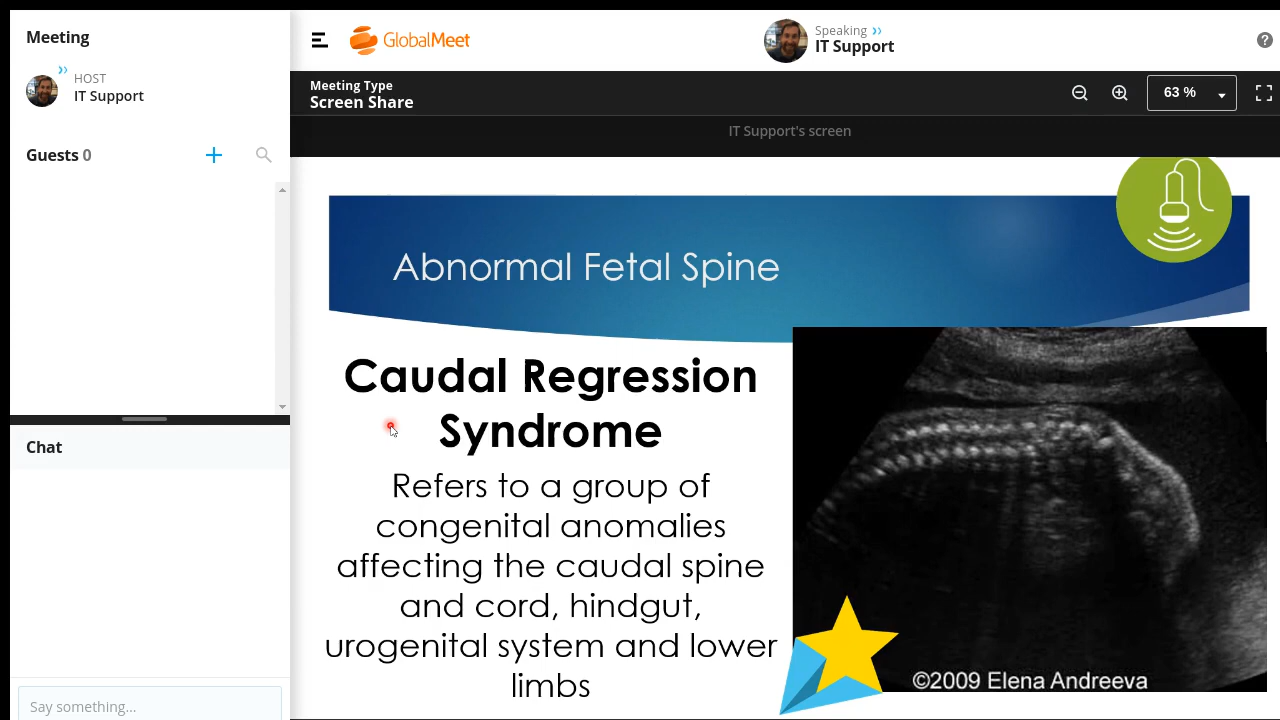 Meeting
HOST
IT Support
Guests 0
Chat
Say something...
GlobalMeet
Speaking
IT Support
?
Meeting Type
Screen Share
63 %
IT Support's screen
Abnormal Fetal Spine
Caudal Regression
Syndrome
Refers to a group of
congenital anomalies
affecting the caudal spine
and cord, hindgut,
urogenital system and lower
limbs
©2009 Elena Andreeva